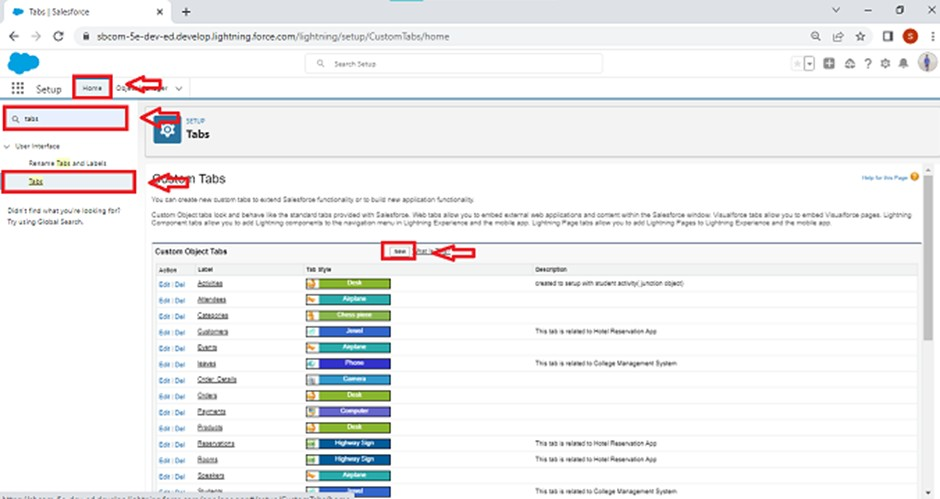 Tabs | Salesforce
sbcom-5e-dev-ed.develop.lightning.force.com/lightning/setup/CustomTabs/home
S
Search Setup
Setup
Home
tabs
User Interface
Rename Tabs and Labels
Tabs
Didn't find what you're looking for?
Try using Global Search.
SETUP
Tabs
Custom Tabs
Help for this Page
You can create new custom tabs to extend Salesforce functionality or to build new application functionality.
Custom Object tabs look and behave like the standard tabs provided with Salesforce. Web tabs allow you to embed external web applications and content within the Salesforce window. Visualforce tabs allow you to embed Visualforce pages. Lightning
Component tabs allow you to add Lightning components to the navigation menu in Lightning Experience and the mobile app. Lightning Page tabs allow you to add Lightning Pages to Lightning Experience and the mobile app.
Custom Object Tabs New
Action Label Tab Style Description
Edit | Del Activities Desk created to setup with student activity( junction object)
Edit | Del Attendees Airplane
Edit | Del Categories Chess piece
Edit | Del Customers Jewel This tab is related to Hotel Reservation App
Edit | Del Events Airplane
Edit | Del leaves Phone This tab is related to College Management System
Edit | Del Order_Details Camera
Edit | Del Orders Desk
Edit | Del Payments Computer
Edit | Del Products Desk
Edit | Del Reservations Highway Sign This tab is related to Hotel Reservation App
Edit | Del Rooms Highway Sign This tab is related to Hotel Reservation App
Edit | Del Speakers Airplane
Edit | Del Students Jewel This tab is related to College Management System